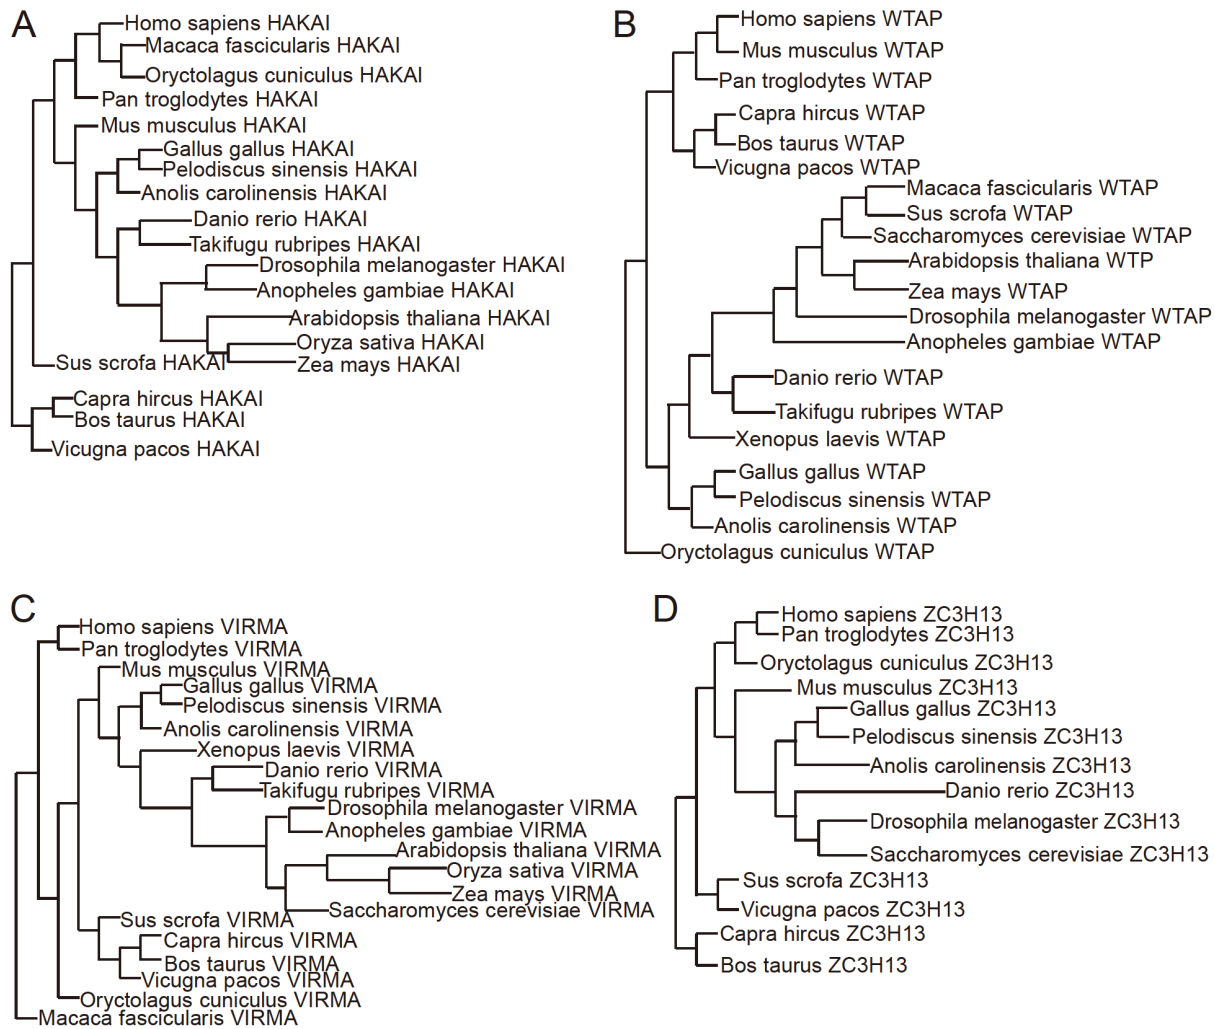 A
Homo sapiens HAKAI
Macaca fascicularis HAKAI
Oryctolagus cuniculus HAKAI
Pan troglodytes HAKAI
Mus musculus HAKAI
Gallus gallus HAKAI
Pelodiscus sinensis HAKAI
Anolis carolinensis HAKAI
Danio rerio HAKAI
Takifugu rubripes HAKAI
Drosophila melanogaster HAKAI
Anopheles gambiae HAKAI
Arabidopsis thaliana HAKAI
Oryza sativa HAKAI
Zea mays HAKAI
Sus scrofa HAKAI
Capra hircus HAKAI
Bos taurus HAKAI
Vicugna pacos HAKAI
B
Homo sapiens WTAP
Mus musculus WTAP
Pan troglodytes WTAP
Capra hircus WTAP
Bos taurus WTAP
Vicugna pacos WTAP
Macaca fascicularis WTAP
Sus scrofa WTAP
Saccharomyces cerevisiae WTAP
Arabidopsis thaliana WTP
Zea mays WTAP
Drosophila melanogaster WTAP
Anopheles gambiae WTAP
Danio rerio WTAP
Takifugu rubripes WTAP
Xenopus laevis WTAP
Gallus gallus WTAP
Pelodiscus sinensis WTAP
Anolis carolinensis WTAP
Oryctolagus cuniculus WTAP
C
Homo sapiens VIRMA
Pan troglodytes VIRMA
Mus musculus VIRMA
Gallus gallus VIRMA
Pelodiscus sinensis VIRMA
Anolis carolinensis VIRMA
Xenopus laevis VIRMA
Danio rerio VIRMA
Takifugu rubripes VIRMA
Drosophila melanogaster VIRMA
Anopheles gambiae VIRMA
Arabidopsis thaliana VIRMA
Oryza sativa VIRMA
Zea mays VIRMA
Saccharomyces cerevisiae VIRMA
Sus scrofa VIRMA
Capra hircus VIRMA
Bos taurus VIRMA
Vicugna pacos VIRMA
Oryctolagus cuniculus VIRMA
Macaca fascicularis VIRMA
D
Homo sapiens ZC3H13
Pan troglodytes ZC3H13
Oryctolagus cuniculus ZC3H13
Mus musculus ZC3H13
Gallus gallus ZC3H13
Pelodiscus sinensis ZC3H13
Anolis carolinensis ZC3H13
Danio rerio ZC3H13
Drosophila melanogaster ZC3H13
Saccharomyces cerevisiae ZC3H13
Sus scrofa ZC3H13
Vicugna pacos ZC3H13
Capra hircus ZC3H13
Bos taurus ZC3H13